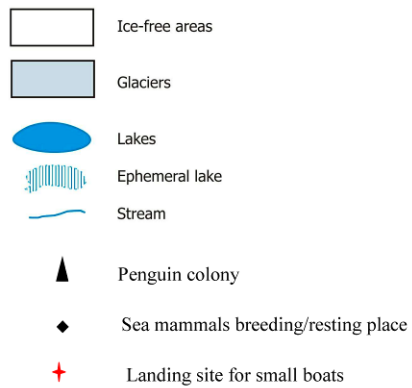 Ice-free areas
Glaciers
Lakes
Ephemeral lake
Stream
Penguin colony
Sea mammals breeding/resting place
Landing site for small boats